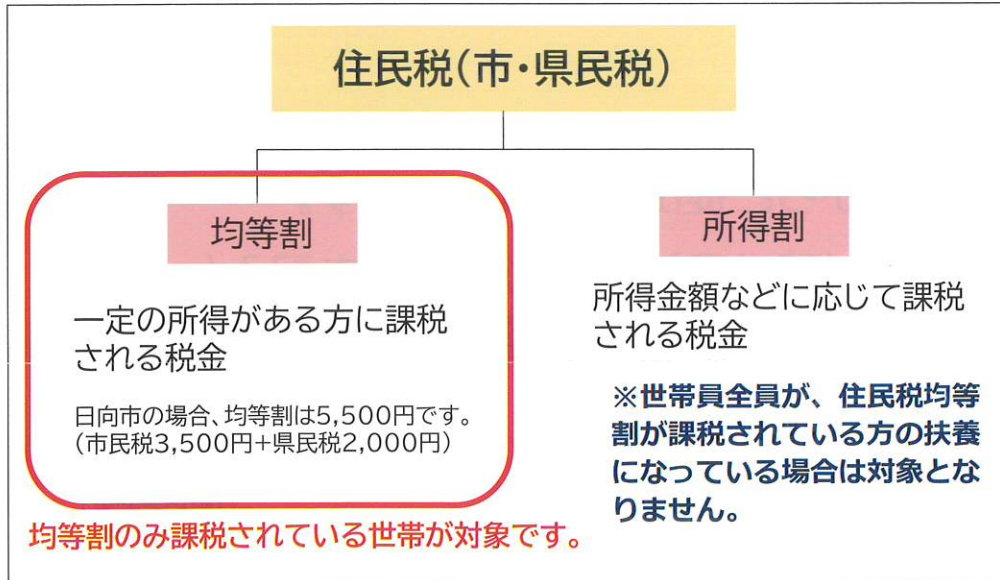 住民税(市・県民税)
均等割
一定の所得がある方に課税
される税金
日向市の場合、均等割は5,500円です。
(市民税3,500円+県民税2,000円)
均等割のみ課税されている世帯が対象です。
所得割
所得金額などに応じて課税
される税金
※世帯員全員が、住民税均等
割が課税されている方の扶養
になっている場合は対象とな
りません。